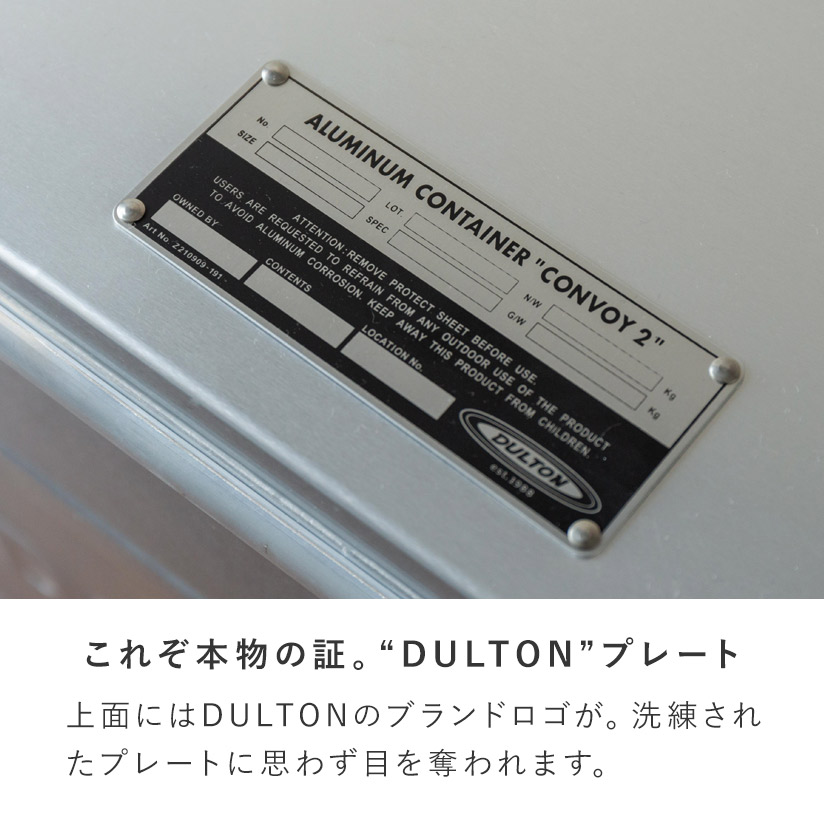 ALUMINUM CONTAINER "CONVOY 2"
No. LOT. N/W Kg
SIZE SPEC G/W Kg
ATTENTION:REMOVE PROTECT SHEET BEFORE USE.
USERS ARE REQUESTED TO REFRAIN FROM ANY OUTDOOR USE OF THE PRODUCT
TO AVOID ALUMINUM CORROSION. KEEP AWAY THIS PRODUCT FROM CHILDREN.
OWNED BY CONTENTS LOCATION No.
Art No. Z210909-191
DULTON
est.1988
これぞ本物の証。“DULTON”プレート
上面にはDULTONのブランドロゴが。洗練され
たプレートに思わず目を奪われます。